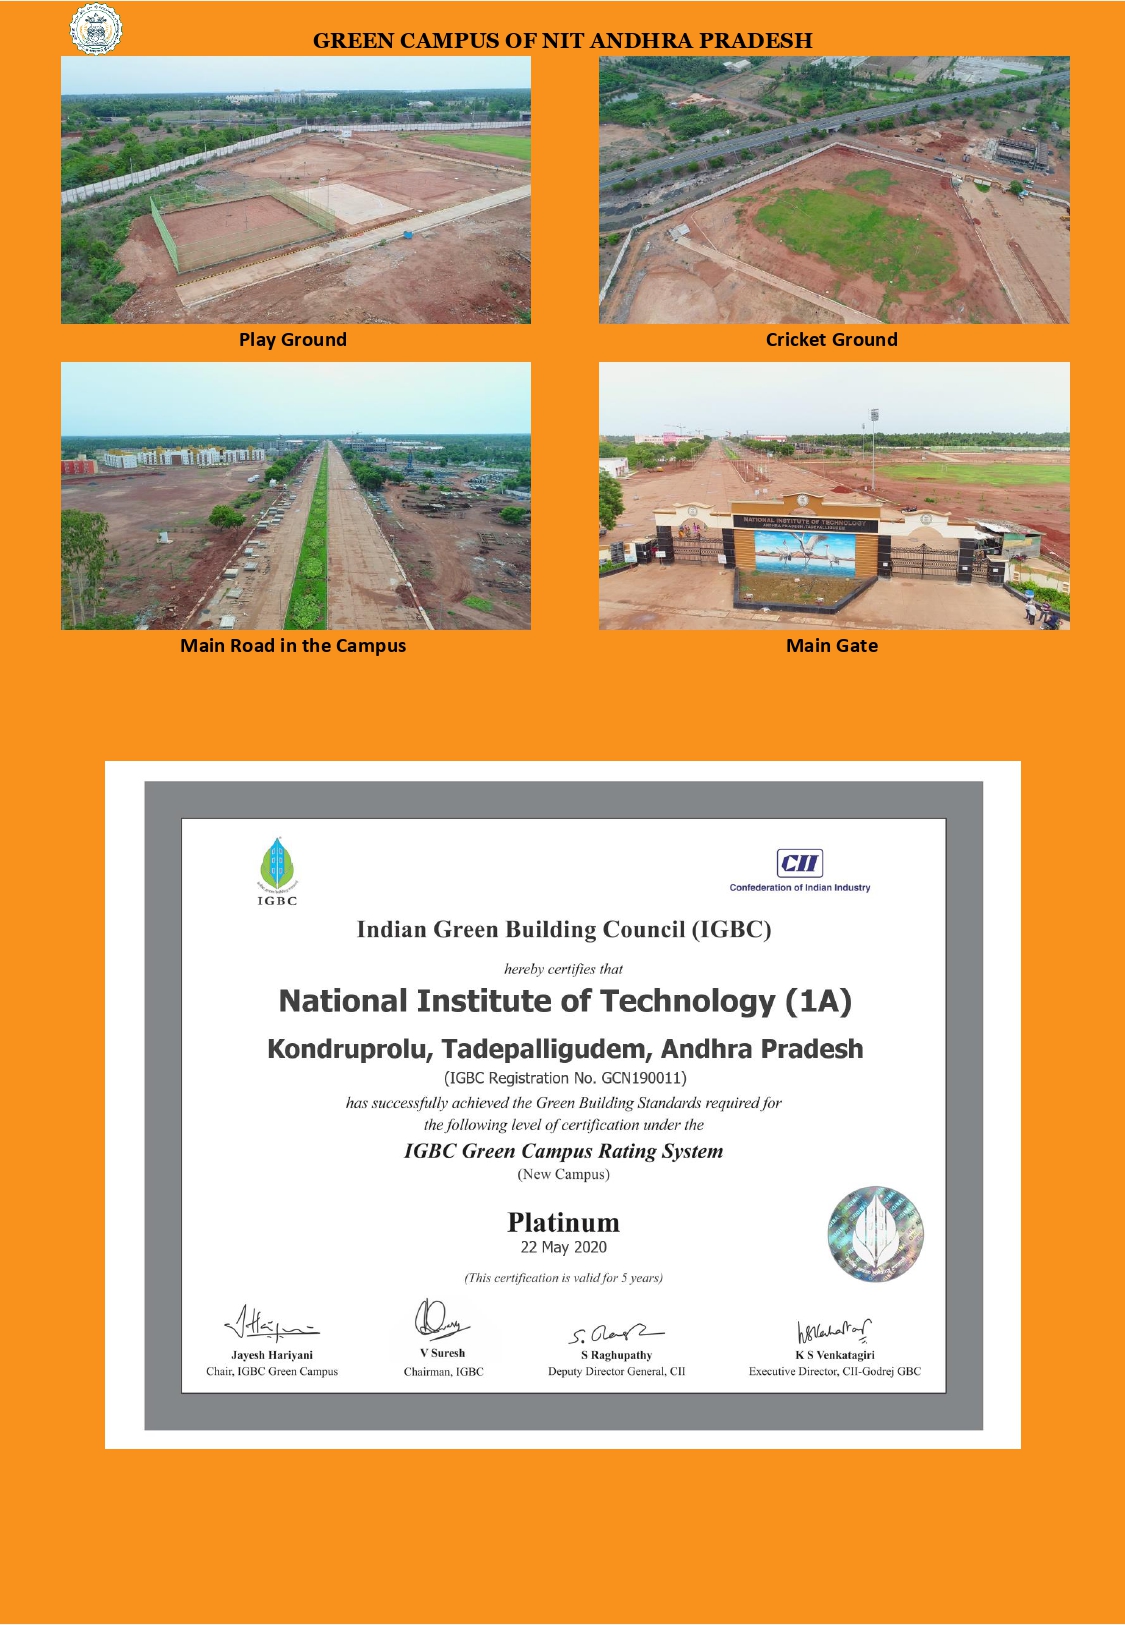 GREEN CAMPUS OF NIT ANDHRA PRADESH
Play Ground
Cricket Ground
NATIONAL INSTITUTE OF TECHNOLOGY
ANDHRA PRADESH, TADEPALLIGUDEM
Main Road in the Campus
Main Gate
IGBC
CII
Confederation of Indian Industry
Indian Green Building Council (IGBC)
hereby certifies that
National Institute of Technology (1A)
Kondruprolu, Tadepalligudem, Andhra Pradesh
(IGBC Registration No. GCN190011)
has successfully achieved the Green Building Standards required for
the following level of certification under the
IGBC Green Campus Rating System
(New Campus)
Platinum
22 May 2020
(This certification is valid for 5 years)
Jayesh Hariyani
Chair, IGBC Green Campus
V Suresh
Chairman, IGBC
S Raghupathy
Deputy Director General, CII
K S Venkatagiri
Executive Director, CII-Godrej GBC